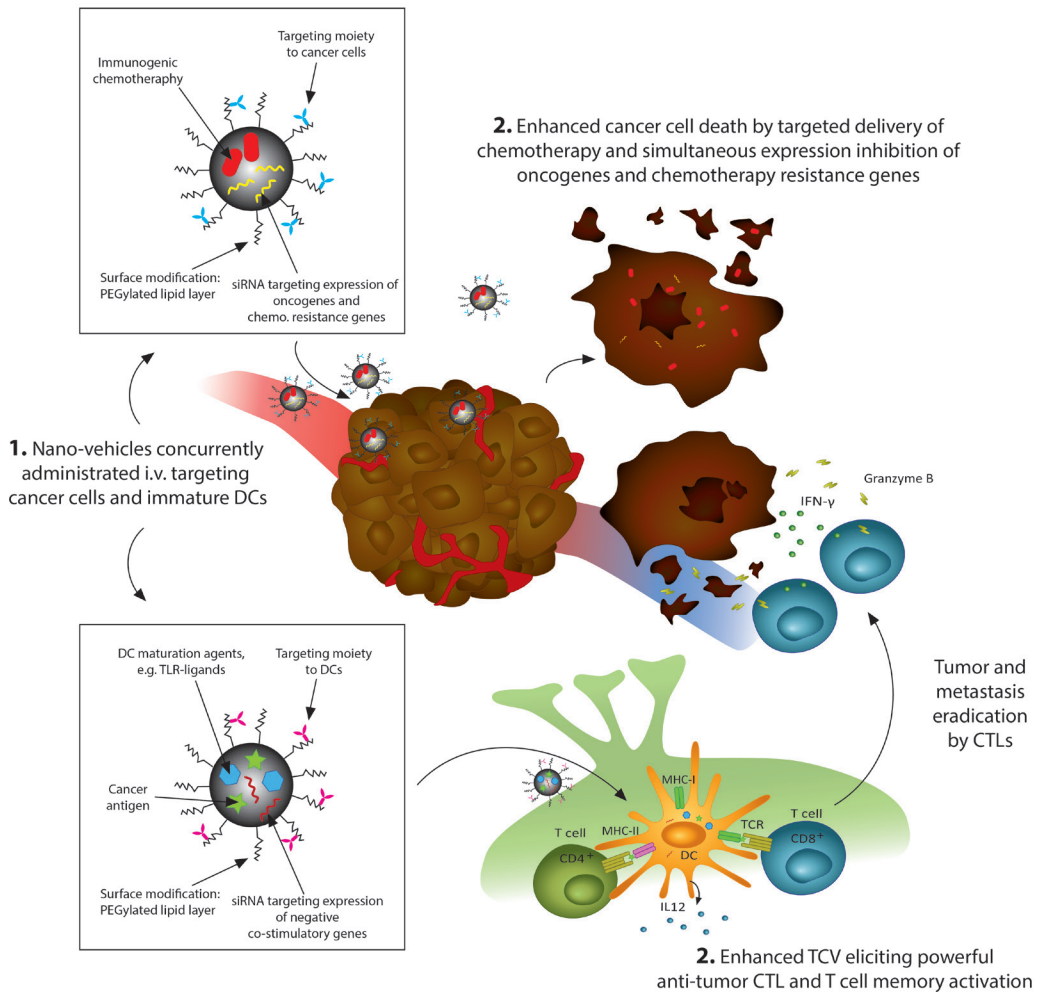 Immunogenic
chemotheraphy
Targeting moiety
to cancer cells
Surface modification:
PEGylated lipid layer
siRNA targeting expression of
oncogenes and
chemo. resistance genes
2. Enhanced cancer cell death by targeted delivery of
chemotherapy and simultaneous expression inhibition of
oncogenes and chemotherapy resistance genes
1. Nano-vehicles concurrently
administrated i.v. targeting
cancer cells and immature DCs
Granzyme B
IFN-γ
DC maturation agents,
e.g. TLR-ligands
Targeting moiety
to DCs
Cancer
antigen
Surface modification:
PEGylated lipid layer
siRNA targeting expression
of negative
co-stimulatory genes
Tumor and
metastasis
eradication
by CTLs
MHC-I
T cell
MHC-II
TCR
T cell
CD4+
DC
CD8+
IL12
2. Enhanced TCV eliciting powerful
anti-tumor CTL and T cell memory activation